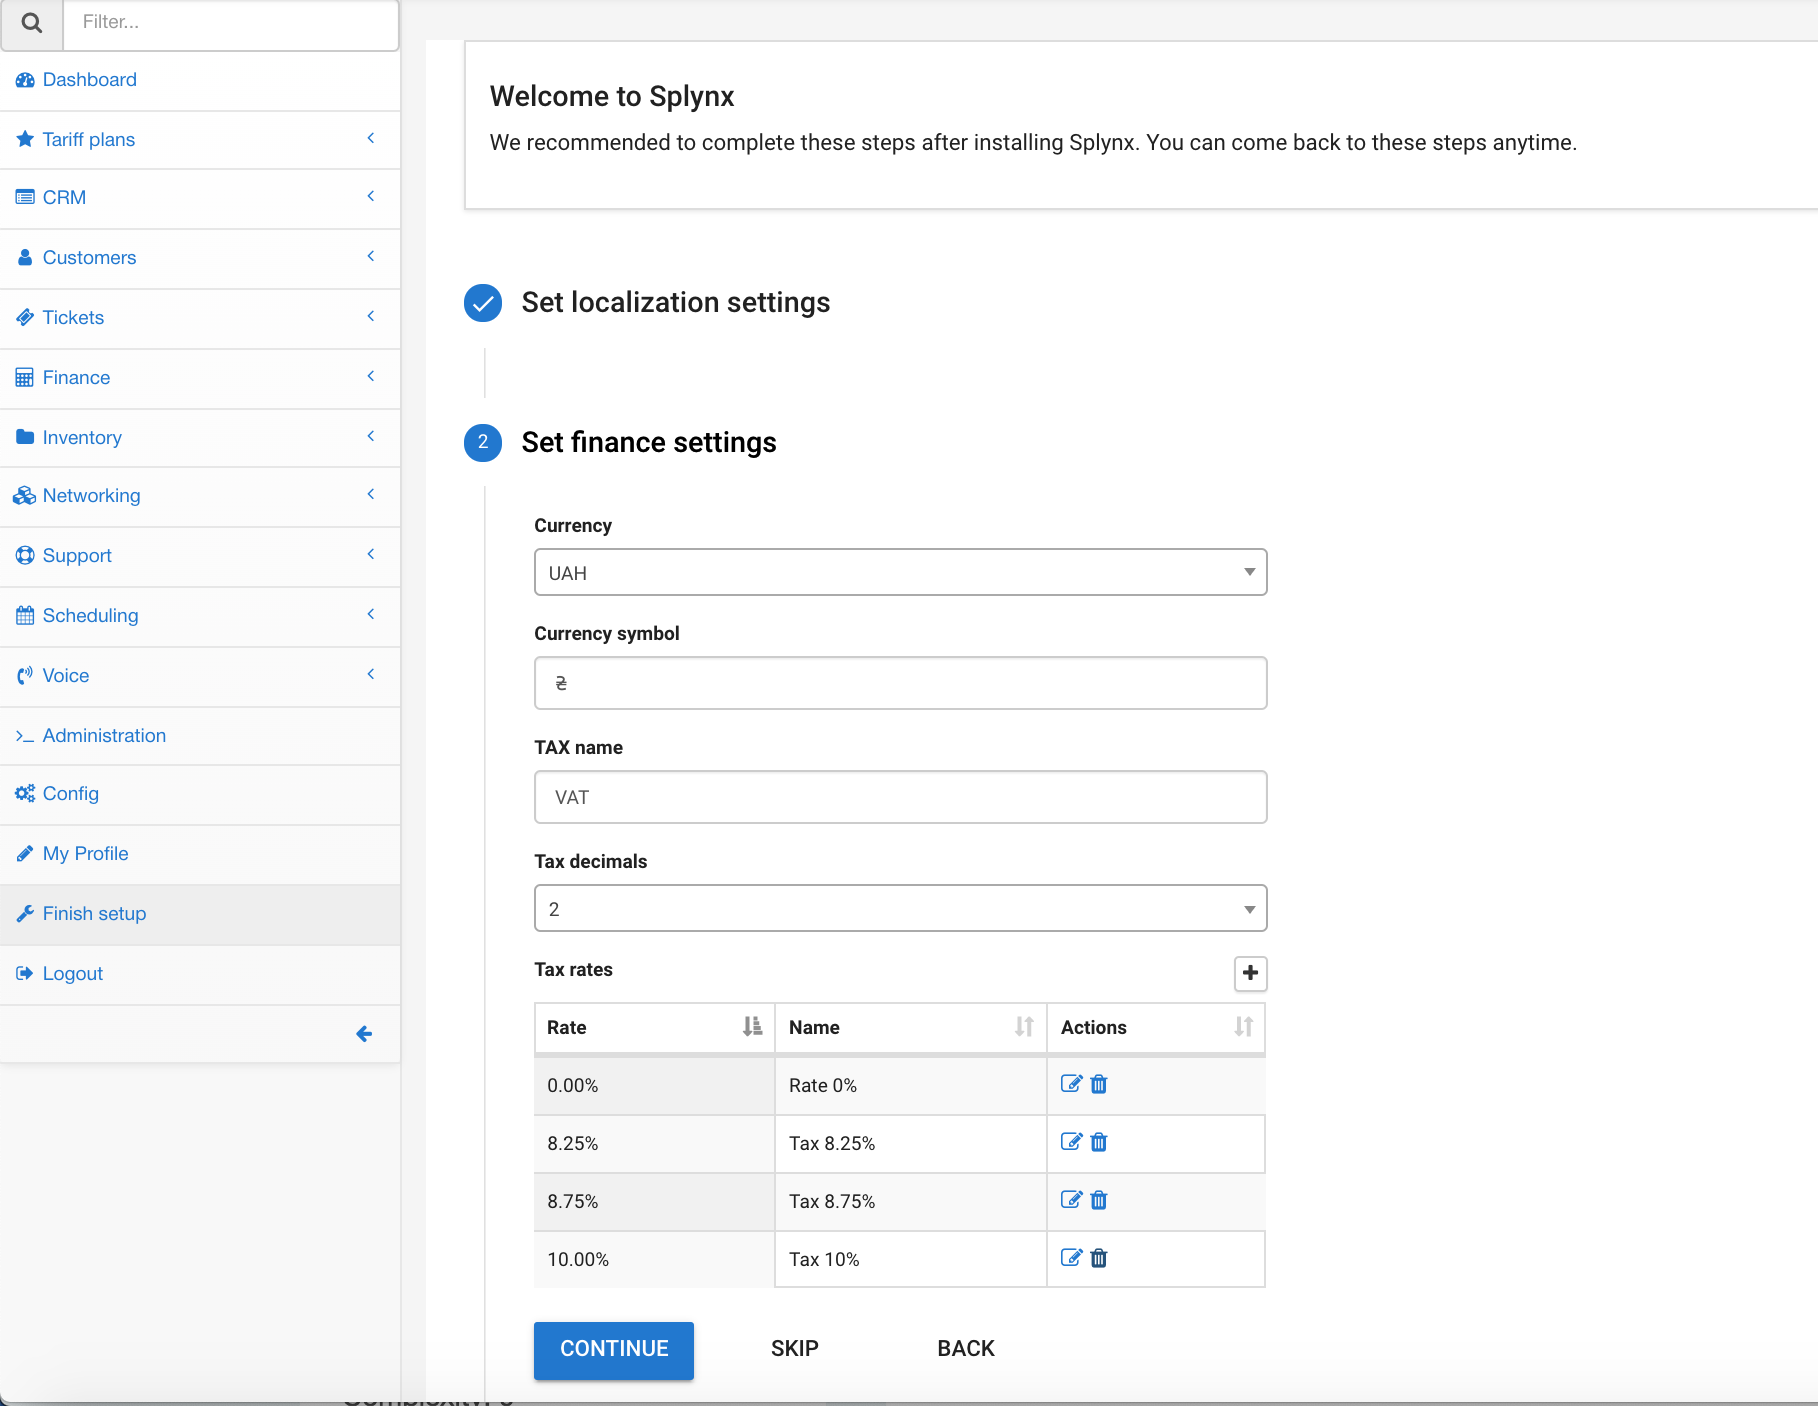 Filter...
Dashboard
Tariff plans
CRM
Customers
Tickets
Finance
Inventory
Networking
Support
Scheduling
Voice
Administration
Config
My Profile
Finish setup
Logout
Welcome to Splynx
We recommended to complete these steps after installing Splynx. You can come back to these steps anytime.
Set localization settings
2 Set finance settings
Currency
UAH
Currency symbol
₴
TAX name
VAT
Tax decimals
2
Tax rates
Rate Name Actions
0.00% Rate 0%
8.25% Tax 8.25%
8.75% Tax 8.75%
10.00% Tax 10%
CONTINUE SKIP BACK